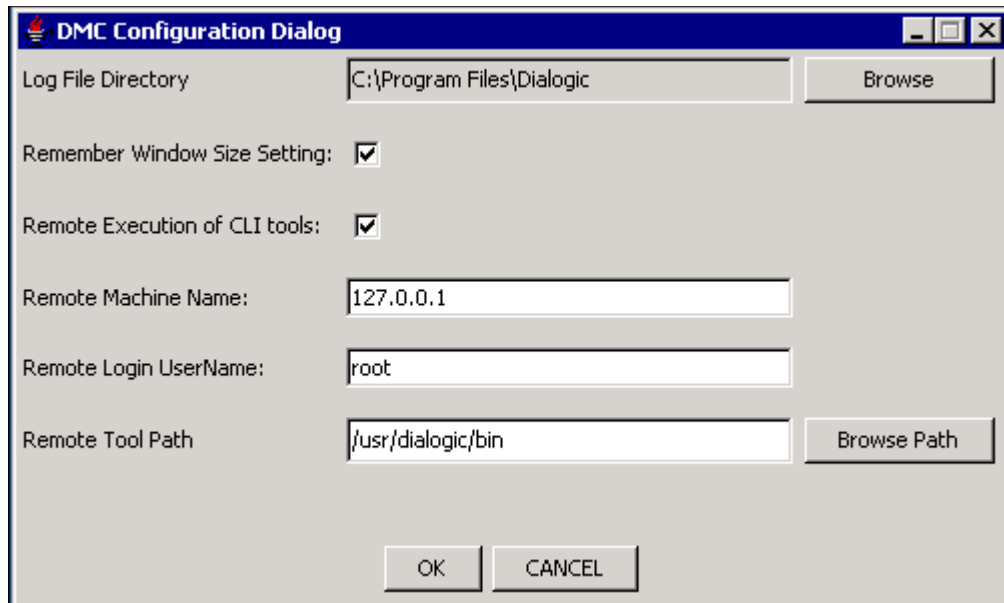 DMC Configuration Dialog
Log File Directory C:\Program Files\Dialogic Browse
Remember Window Size Setting:
Remote Execution of CLI tools:
Remote Machine Name: 127.0.0.1
Remote Login UserName: root
Remote Tool Path /usr/dialogic/bin Browse Path
OK CANCEL